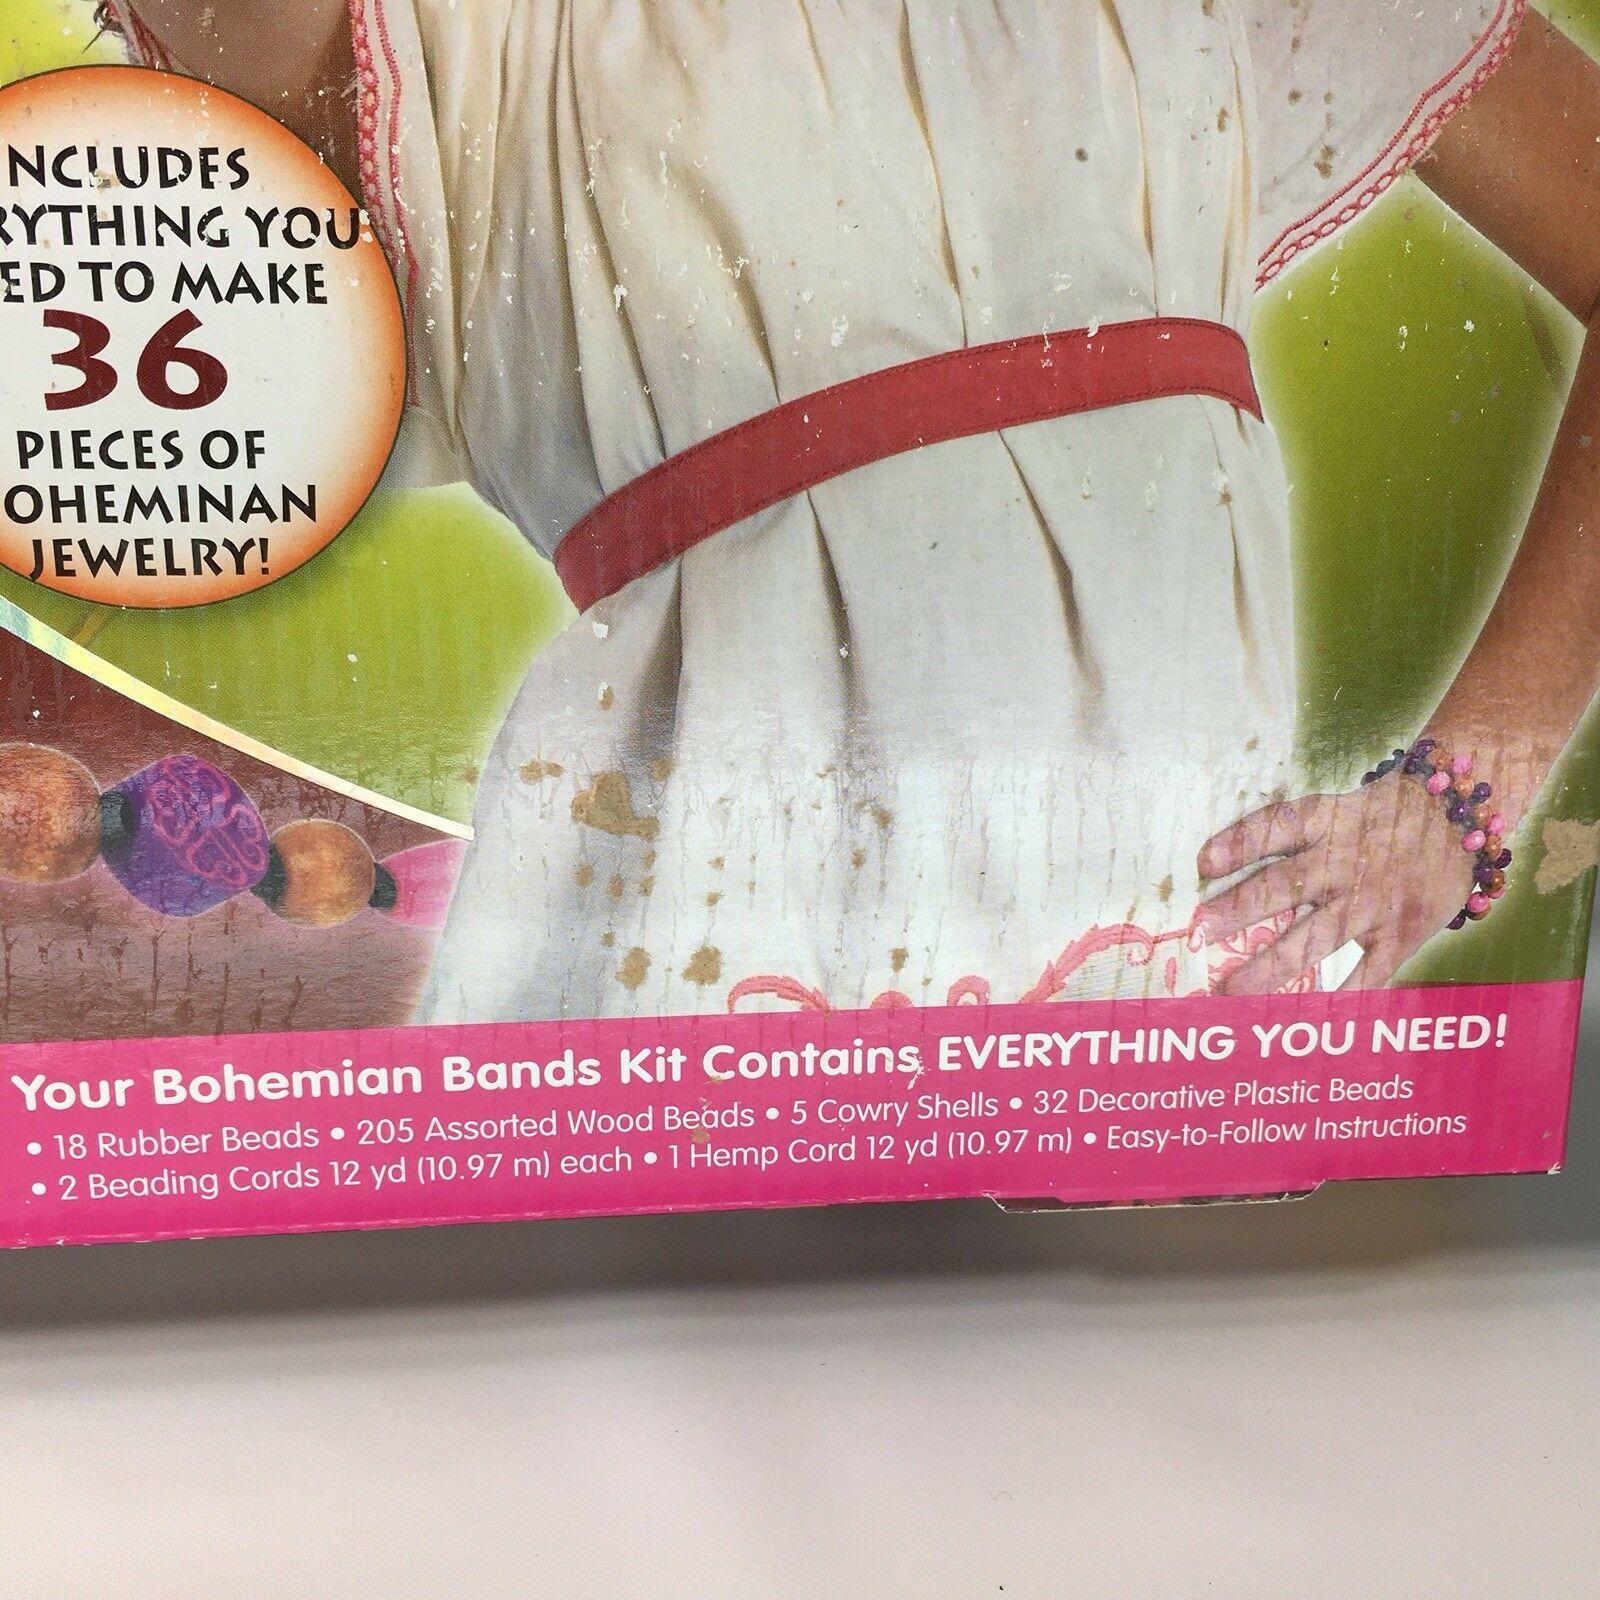 NCLUDES
RYTHING YOU
ED TO MAKE
36
PIECES OF
OHEMINAN
JEWELRY!
Your Bohemian Bands Kit Contains EVERYTHING YOU NEED!
• 18 Rubber Beads • 205 Assorted Wood Beads • 5 Cowry Shells • 32 Decorative Plastic Beads
• 2 Beading Cords 12 yd (10.97 m) each • 1 Hemp Cord 12 yd (10.97 m) • Easy-to-Follow Instructions